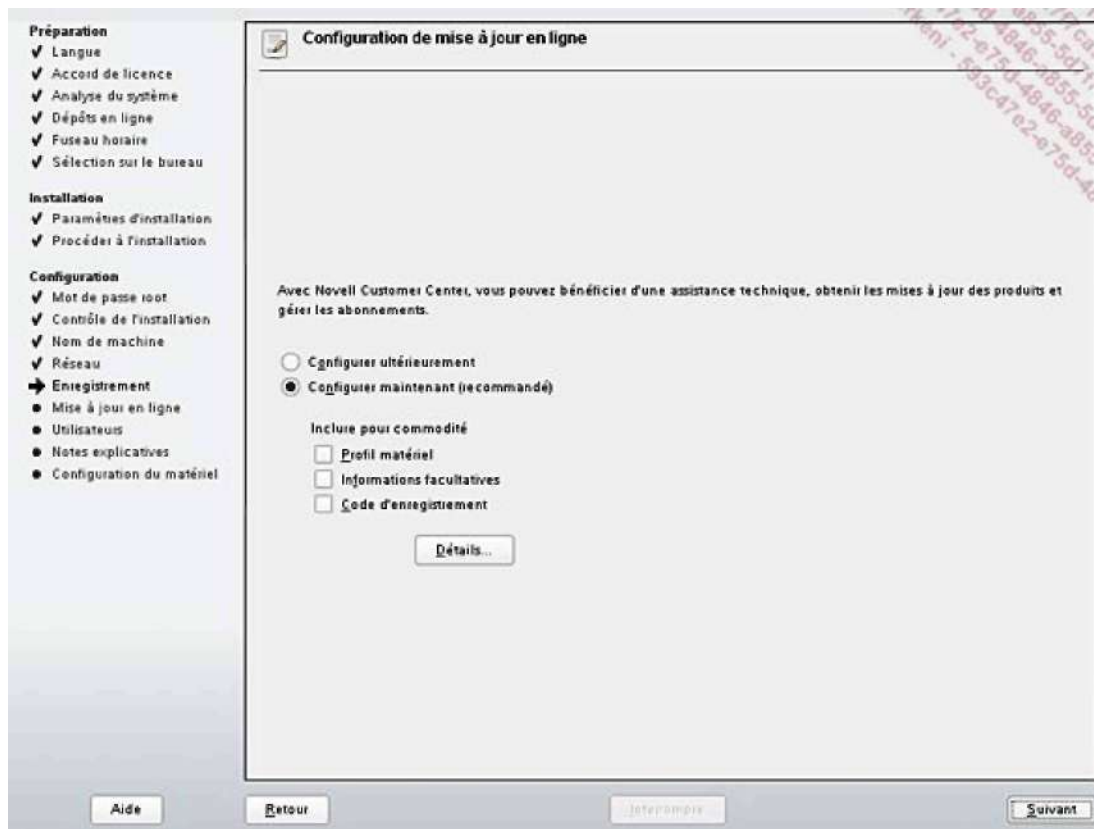 Préparation
Langue
Accord de licence
Analyse du système
Dépôts en ligne
Fuseau horaire
Sélection sur le bureau
Installation
Paramètres d'installation
Procéder à l'installation
Configuration
Mot de passe root
Contrôle de l'installation
Nom de machine
Réseau
Enregistrement
Mise à jour en ligne
Utilisateurs
Notes explicatives
Configuration du matériel
Configuration de mise à jour en ligne
Avec Novell Customer Center, vous pouvez bénéficier d'une assistance technique, obtenir les mises à jour des produits et
gérer les abonnements.
Configurer ultérieurement
Configurer maintenant (recommandé)
Inclure pour commodité
Profil matériel
Informations facultatives
Code d'enregistrement
Détails...
Aide
Retour
Interrompre
Suivant